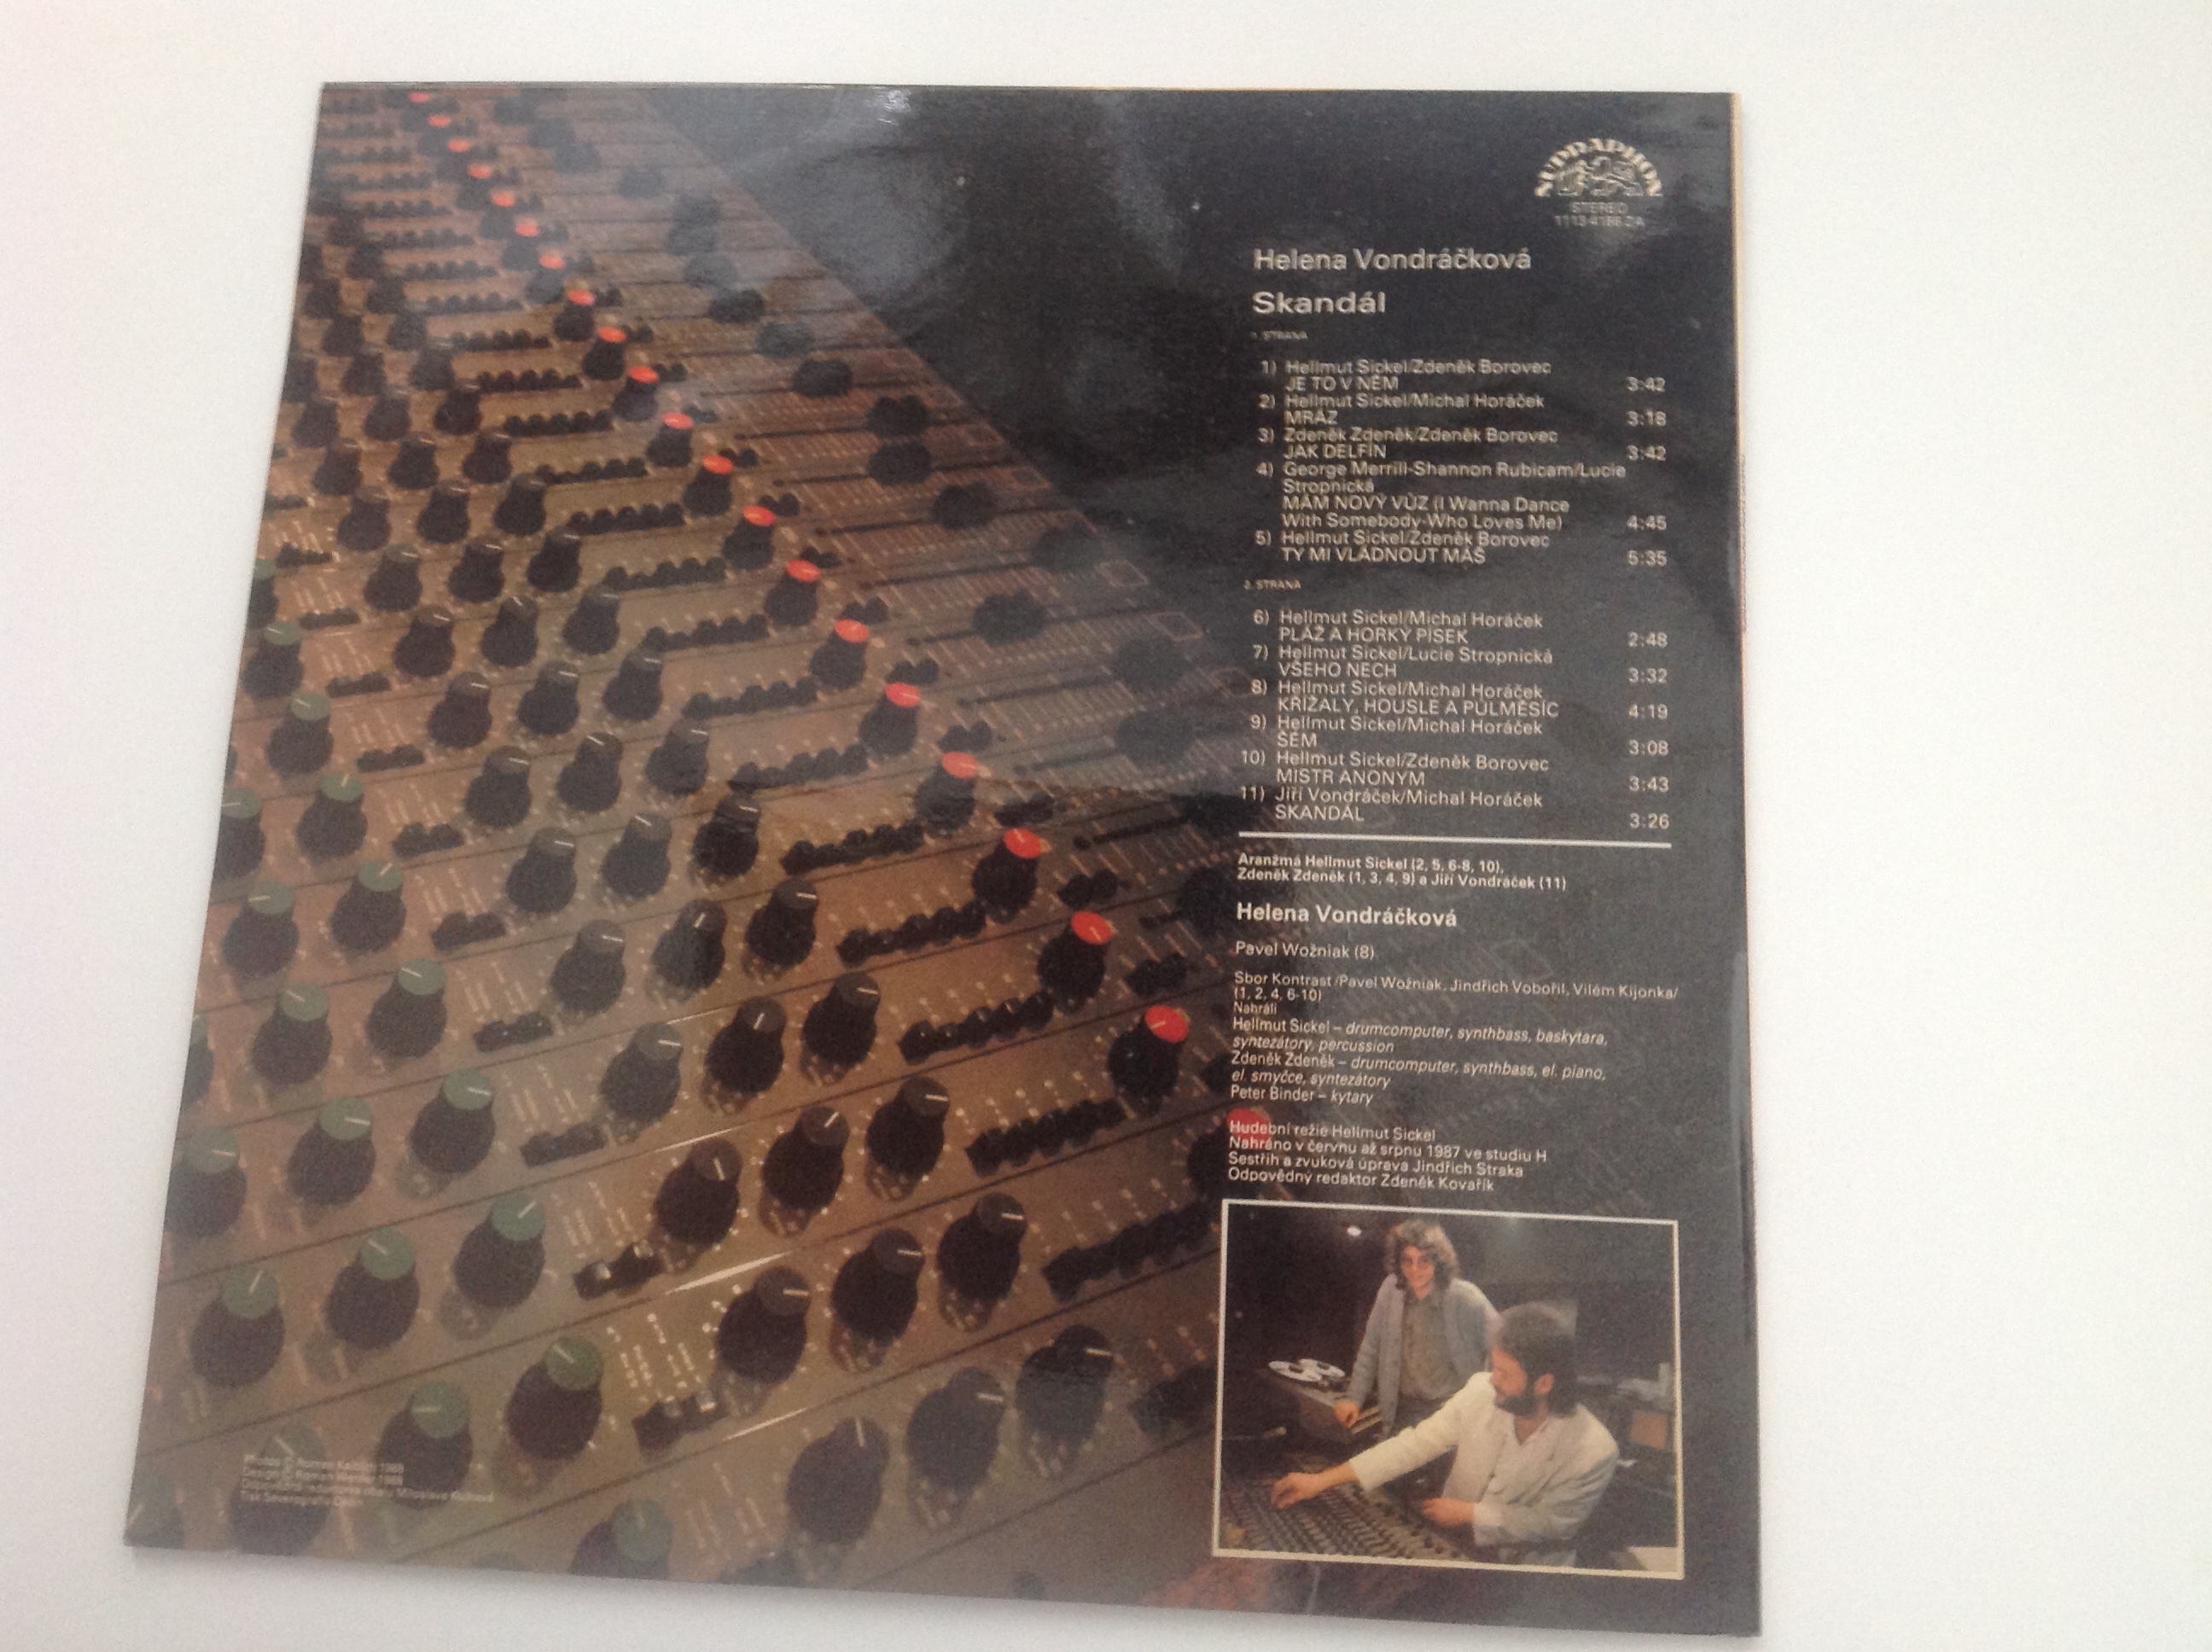 SUPRAPHON
STEREO
Helena Vondráčková
Skandál
1. STRANA
1) Hellmut Sickel/Zdeněk Borovec
JE TO V NĚM 3:42
2) Hellmut Sickel/Michal Horáček
MRÁZ 3:18
3) Zdeněk Zdeněk/Zdeněk Borovec
JAK DELFÍN 3:42
4) George Merrill-Shannon Rubicam/Lucie
Stropnická
MÁM NOVÝ VŮZ (I Wanna Dance
With Somebody-Who Loves Me) 4:45
5) Hellmut Sickel/Zdeněk Borovec
TY MI VLÁDNOUT MÁŠ 5:35
2. STRANA
6) Hellmut Sickel/Michal Horáček
PLÁŽ A HORKÝ PÍSEK 2:48
7) Hellmut Sickel/Lucie Stropnická
VŠEHO NECH 3:32
8) Hellmut Sickel/Michal Horáček
KŘÍŽALY, HOUSLE A PŮLMĚSÍC 4:19
9) Hellmut Sickel/Michal Horáček
ŠÉM 3:08
10) Hellmut Sickel/Zdeněk Borovec
MISTR ANONYM 3:43
11) Jiří Vondráček/Michal Horáček
SKANDÁL 3:26
Aranžmá Hellmut Sickel (2, 5, 6-8, 10),
Zdeněk Zdeněk (1, 3, 4, 9) a Jiří Vondráček (11)
Helena Vondráčková
Pavel Wožniak (8)
Sbor Kontrast /Pavel Wožniak, Jindřich Vobořil, Vilém Kijonka/
(1, 2, 4, 6-10)
Nahráli
Hellmut Sickel – drumcomputer, synthbass, baskytara,
syntezátory, percussion
Zdeněk Zdeněk – drumcomputer, synthbass, el. piano,
el. smyčce, syntezátory
Peter Binder – kytary
Hudební režie Hellmut Sickel
Nahráno v červnu až srpnu 1987 ve studiu H
Sestřih a zvuková úprava Jindřich Straka
Odpovědný redaktor Zdeněk Kovařík